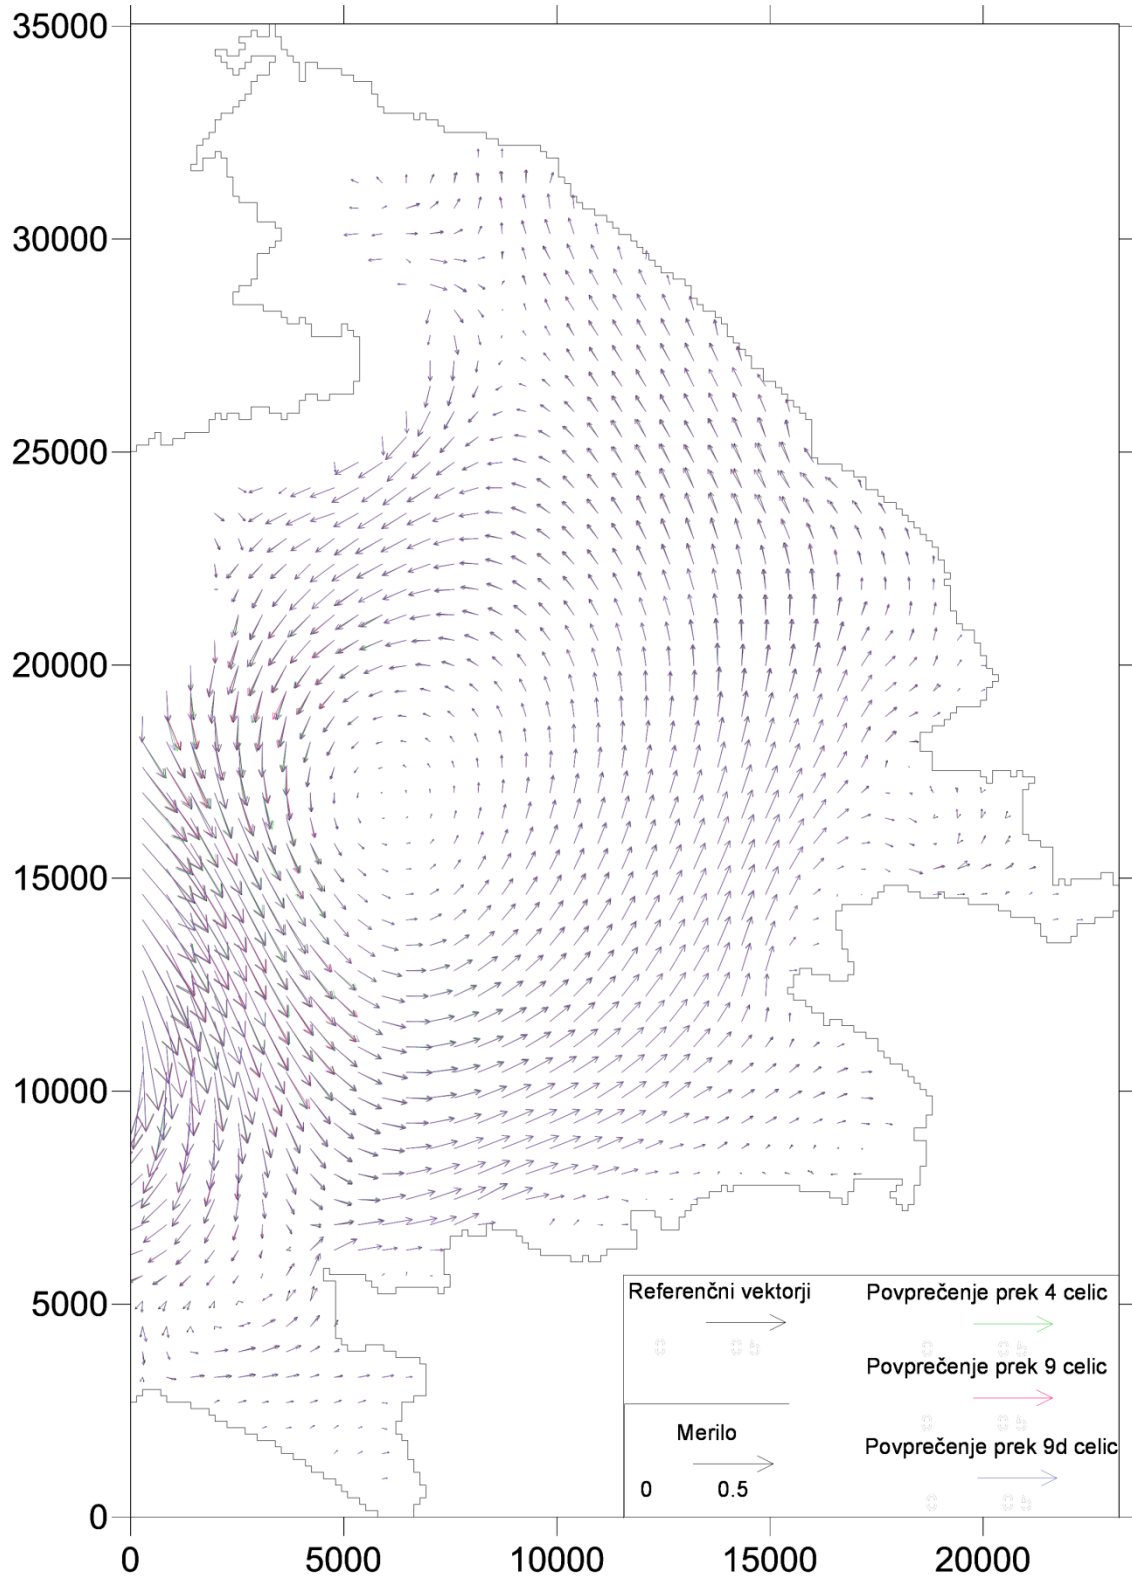 35000
30000
25000
20000
15000
10000
5000
0
0 5000 10000 15000 20000
Referenčni vektorji
Povprečenje prek 4 celic
Povprečenje prek 9 celic
Merilo
0 0.5
Povprečenje prek 9d celic